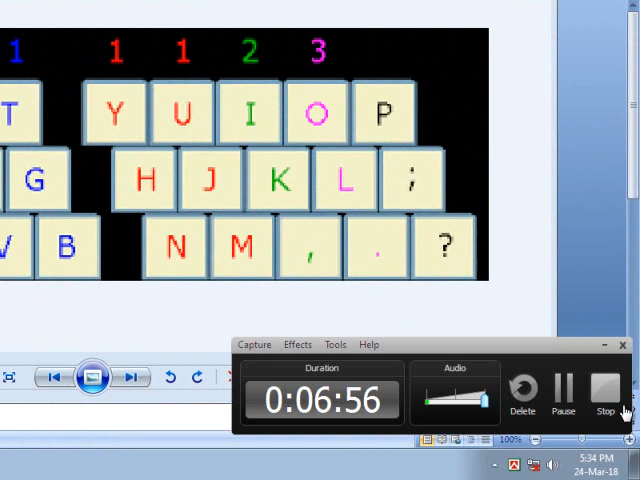 1 1 1 2 3
T Y U I O P
G H J K L ;
V B N M , . ?
Capture Effects Tools Help
Duration
Audio
0:06:56
Delete Pause Stop
100%
5:34 PM
24-Mar-18